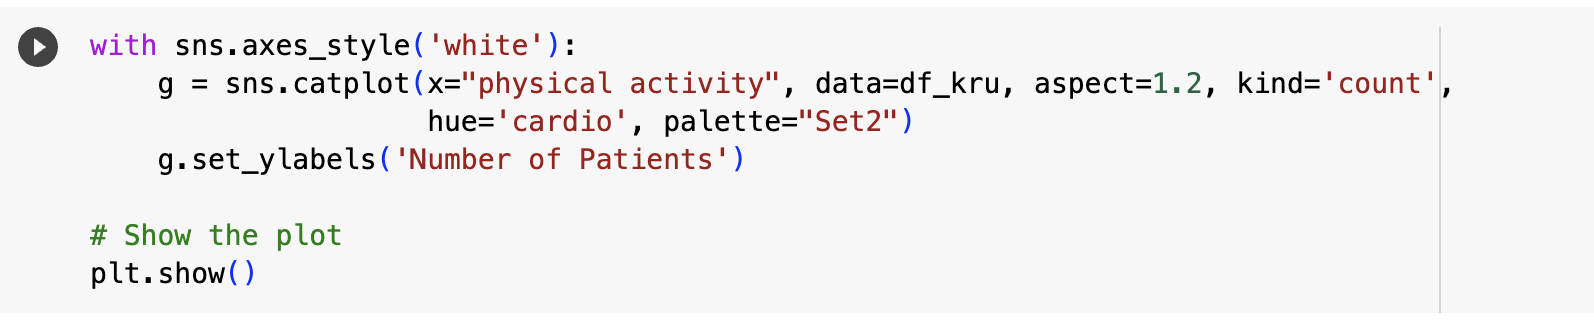 with sns.axes_style('white'):
    g = sns.catplot(x="physical activity", data=df_kru, aspect=1.2, kind='count',
                    hue='cardio', palette="Set2")
    g.set_ylabels('Number of Patients')

# Show the plot
plt.show()